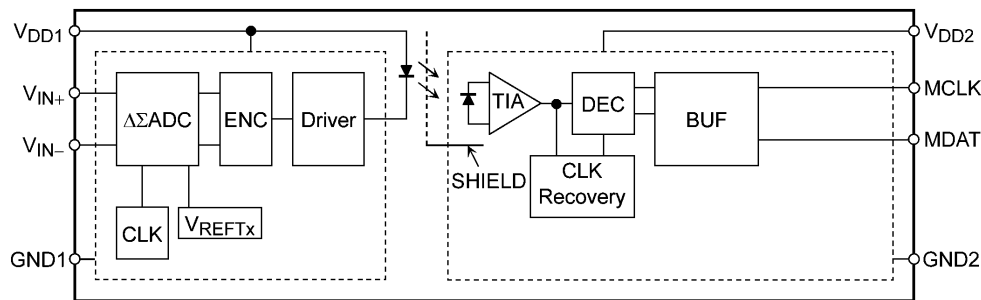 VDD1
VIN+
VIN−
GND1
ΔΣADC
ENC
Driver
CLK
VREFTx
SHIELD
TIA
DEC
BUF
CLK
Recovery
VDD2
MCLK
MDAT
GND2